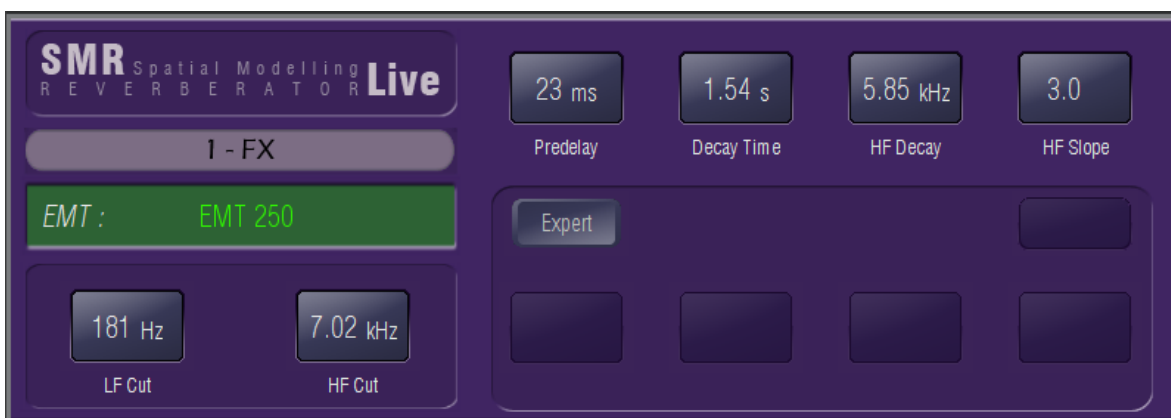 SMR Spatial Modelling
REVERBERATOR Live
1 - FX
EMT : EMT 250
181 Hz
LF Cut
7.02 kHz
HF Cut
23 ms
Predelay
1.54 s
Decay Time
5.85 kHz
HF Decay
3.0
HF Slope
Expert